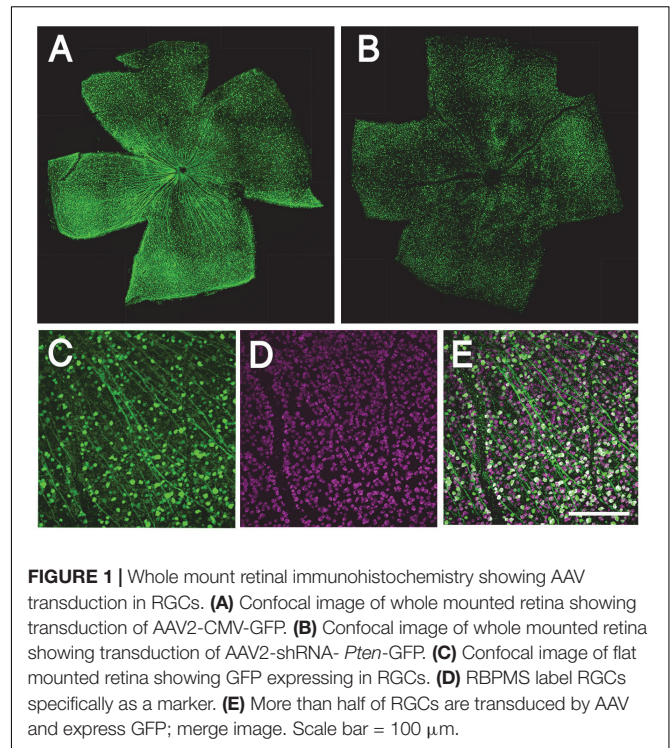 A
B
C
D
E
FIGURE 1 | Whole mount retinal immunohistochemistry showing AAV
transduction in RGCs. (A) Confocal image of whole mounted retina showing
transduction of AAV2-CMV-GFP. (B) Confocal image of whole mounted retina
showing transduction of AAV2-shRNA- Pten-GFP. (C) Confocal image of flat
mounted retina showing GFP expressing in RGCs. (D) RBPMS label RGCs
specifically as a marker. (E) More than half of RGCs are transduced by AAV
and express GFP; merge image. Scale bar = 100 μm.